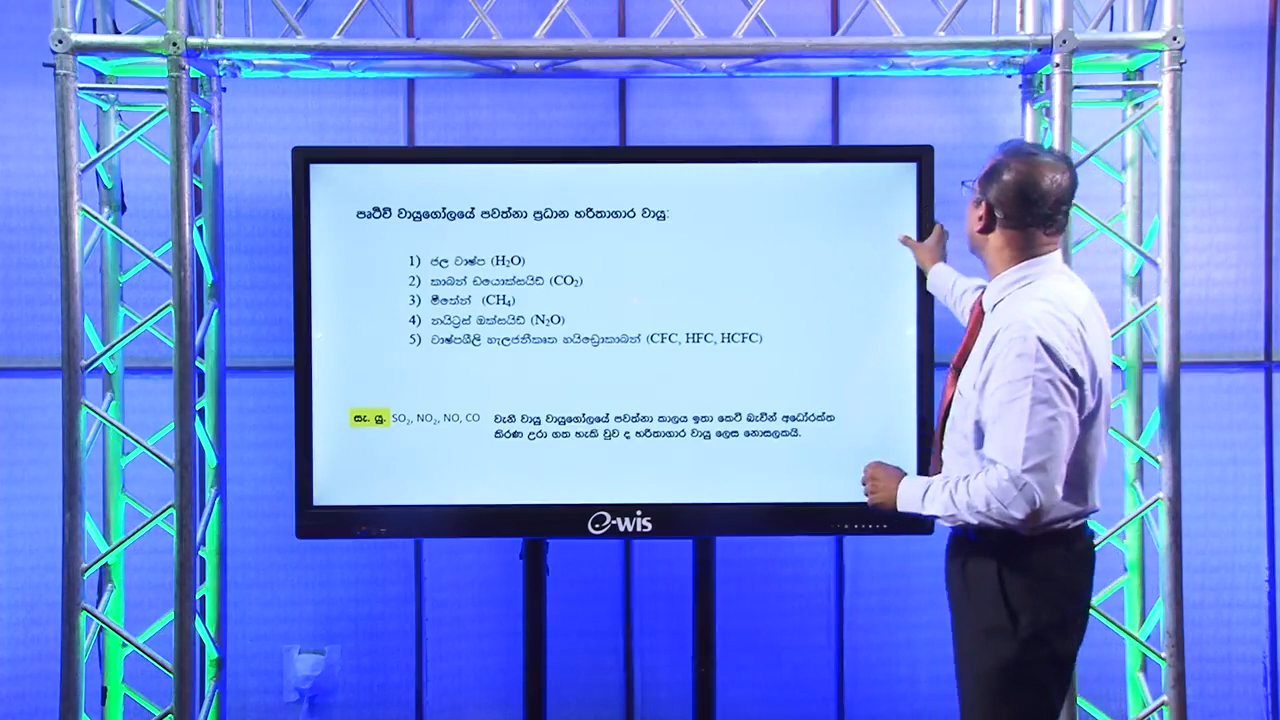 පෘථිවි වායුගෝලයේ පවත්නා ප්‍රධාන හරිතාගාර වායු:
1) ජල වාෂ්ප (H₂O)
2) කාබන් ඩයොක්සයිඩ් (CO₂)
3) මීතේන් (CH₄)
4) නයිට්‍රස් ඔක්සයිඩ් (N₂O)
5) වාෂ්පශීලී හැලජනීකෘත හයිඩ්‍රොකාබන් (CFC, HFC, HCFC)
සැ. යු. SO₂, NO₂, NO, CO වැනි වායු වායුගෝලයේ පවත්නා කාලය ඉතා කෙටි බැවින් අධෝරක්ත
කිරණ උරා ගත හැකි වුව ද හරිතාගාර වායු ලෙස නොසලකයි.
e-wis